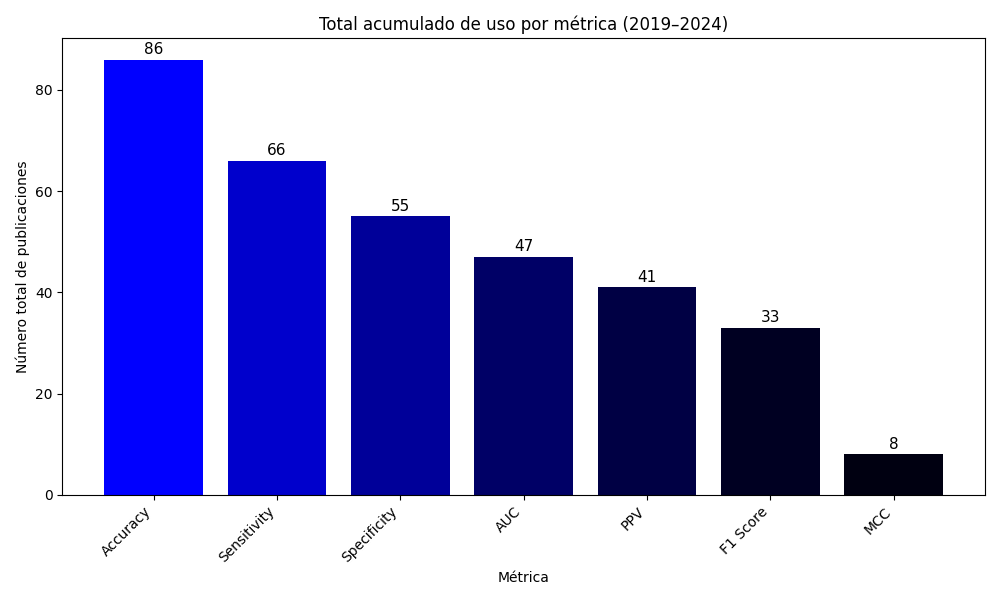 Total acumulado de uso por métrica (2019–2024)
86
66
55
47
41
33
8
80
60
40
20
0
Número total de publicaciones
Accuracy
Sensitivity
Specificity
AUC
PPV
F1 Score
MCC
Métrica